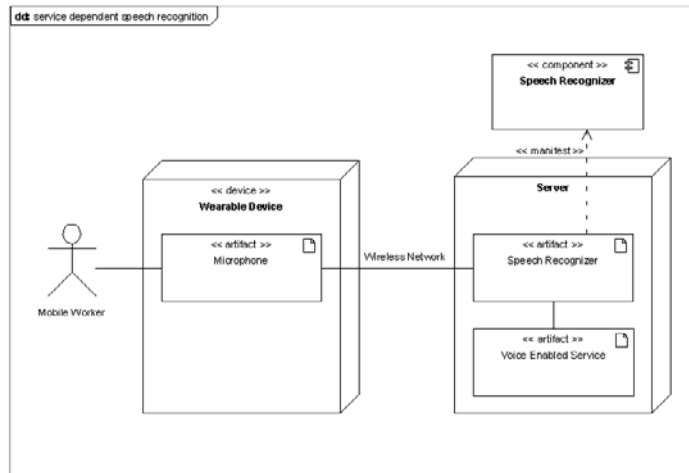 dd: service dependent speech recognition
<< component >>
Speech Recognizer
<< manifest >>
<< device >>
Wearable Device
Server
<< artifact >>
Microphone
Wireless Network
<< artifact >>
Speech Recognizer
Mobile Worker
<< artifact >>
Voice Enabled Service